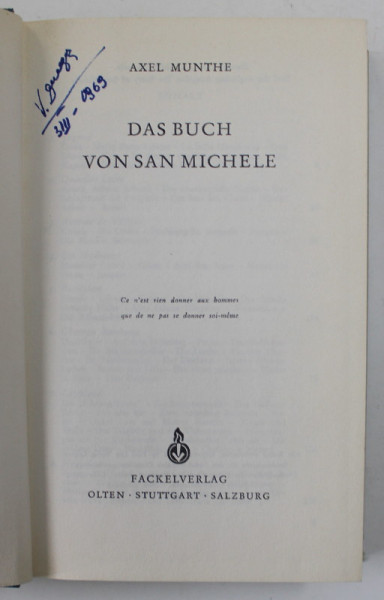 AXEL MUNTHE
DAS BUCH
VON SAN MICHELE
Ce n'est rien donner aux hommes
que de ne pas se donner soi-même
FACKELVERLAG
OLTEN · STUTTGART · SALZBURG